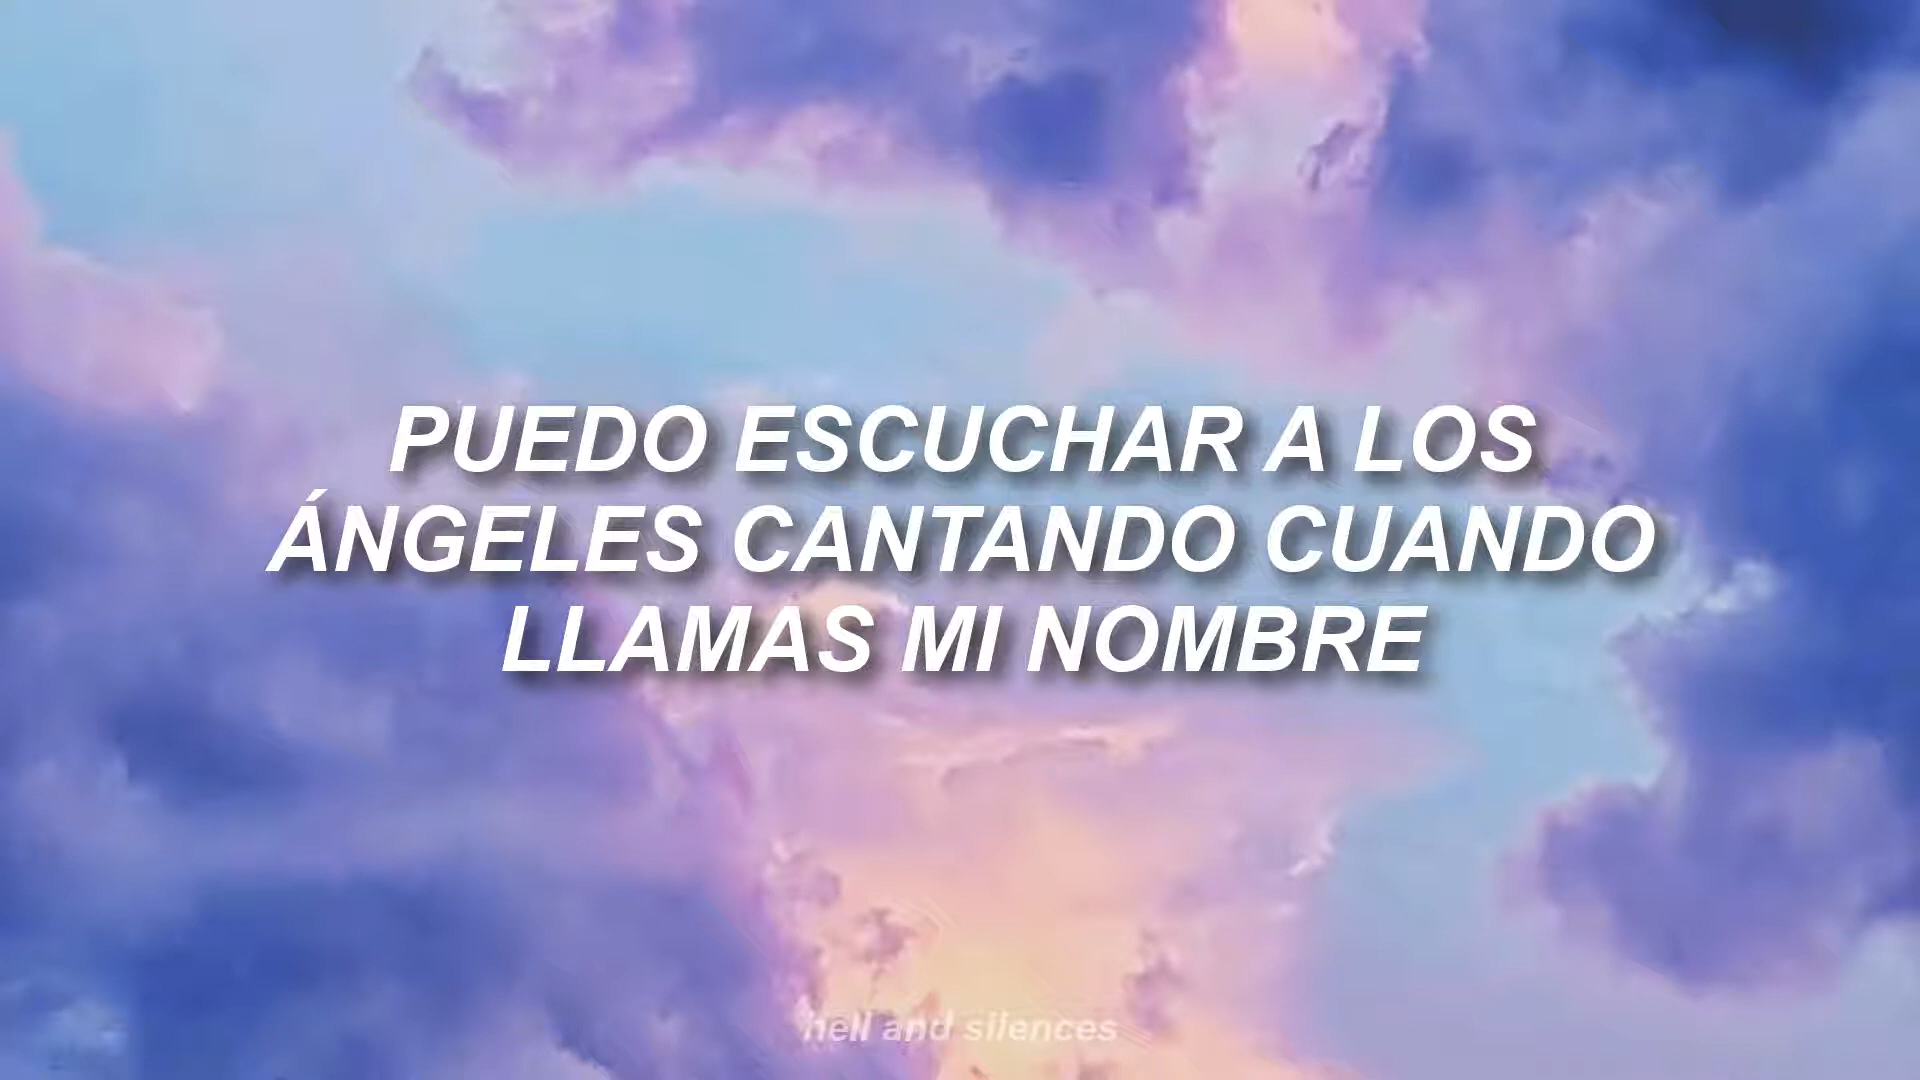 PUEDO ESCUCHAR A LOS
ÁNGELES CANTANDO CUANDO
LLAMAS MI NOMBRE
hell and silences